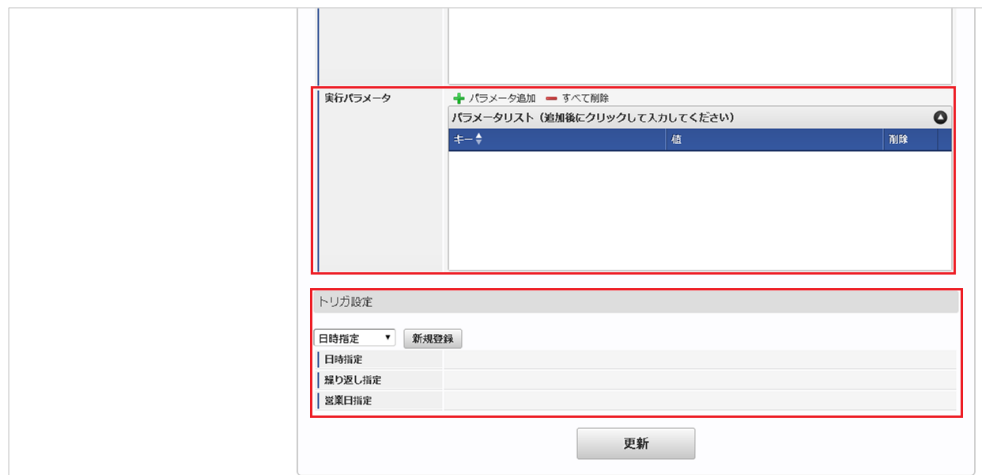 実行パラメータ
パラメータ追加 すべて削除
パラメータリスト（追加後にクリックして入力してください）
キー 値 削除
トリガ設定
日時指定 新規登録
日時指定
繰り返し指定
営業日指定
更新